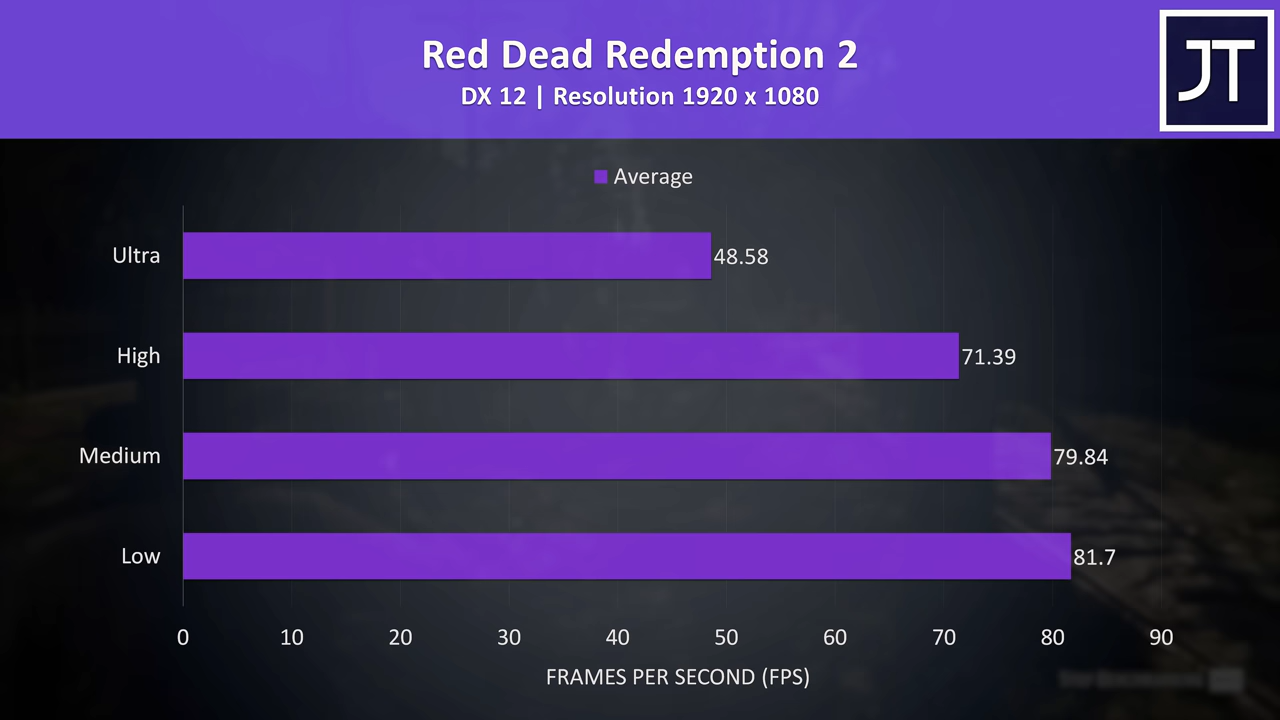 Red Dead Redemption 2
DX 12 | Resolution 1920 x 1080
JT
Average
Ultra
48.58
High
71.39
Medium
79.84
Low
81.7
0 10 20 30 40 50 60 70 80 90
FRAMES PER SECOND (FPS)